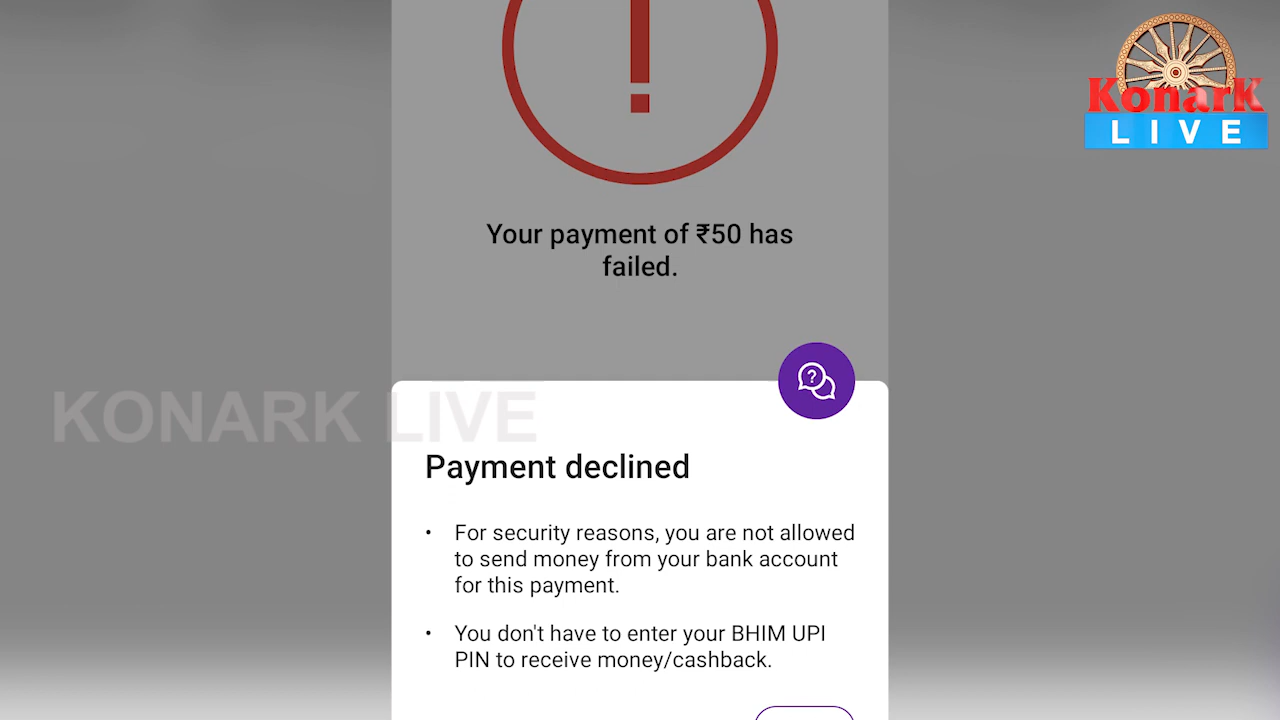 Konark
LIVE
Your payment of ₹50 has
failed.
?
KONARK LIVE
Payment declined
• For security reasons, you are not allowed
to send money from your bank account
for this payment.
• You don't have to enter your BHIM UPI
PIN to receive money/cashback.